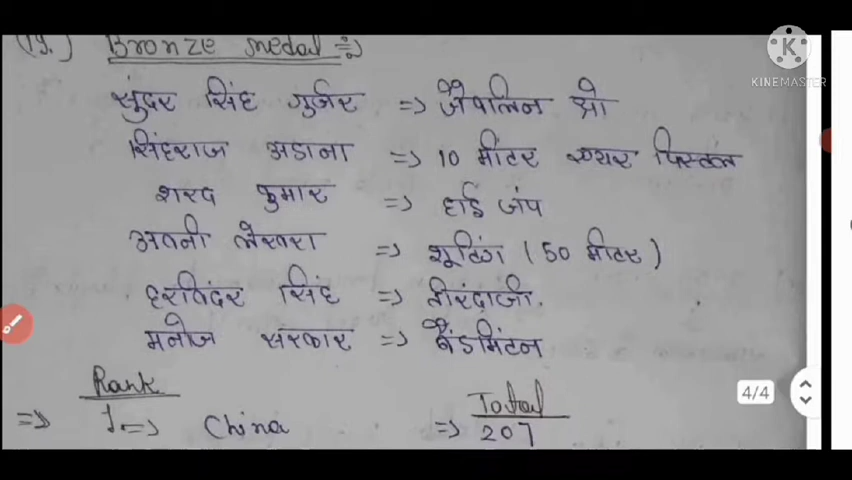 (19.) Bronze medal =>
KINEMASTER
सुंदर सिंह गुर्जर => जैवलिन थ्रो
सिंहराज अडाना => 10 मीटर एयर पिस्टल
शरद कुमार => हाई जंप
अवनी लेखरा => शूटिंग (50 मीटर)
हरविंदर सिंह => तीरंदाजी.
मनोज सरकार => बैडमिंटन
Rank Total
=> 1. => China => 207
4/4